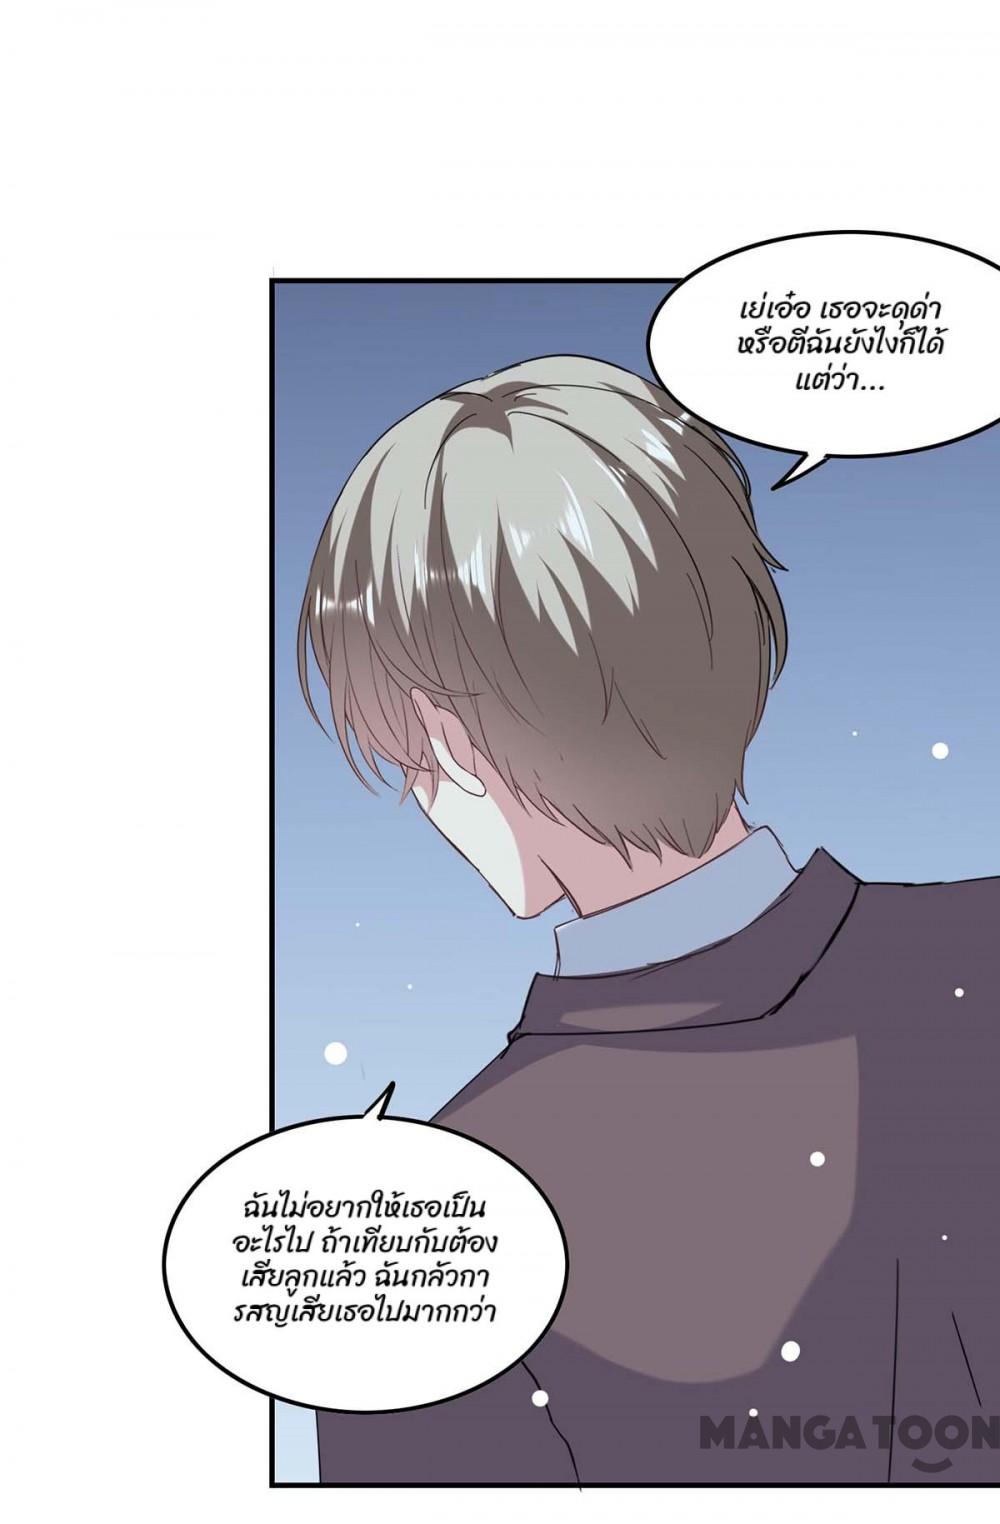 เย่เอ๋อ เธอจะดุด่า
หรือตีฉันยังไงก็ได้
แต่ว่า...
ฉันไม่อยากให้เธอเป็น
อะไรไป ถ้าเทียบกับต้อง
เสียลูกแล้ว ฉันกลัวกา
รสญเสียเธอไปมากกว่า
MANGATOON